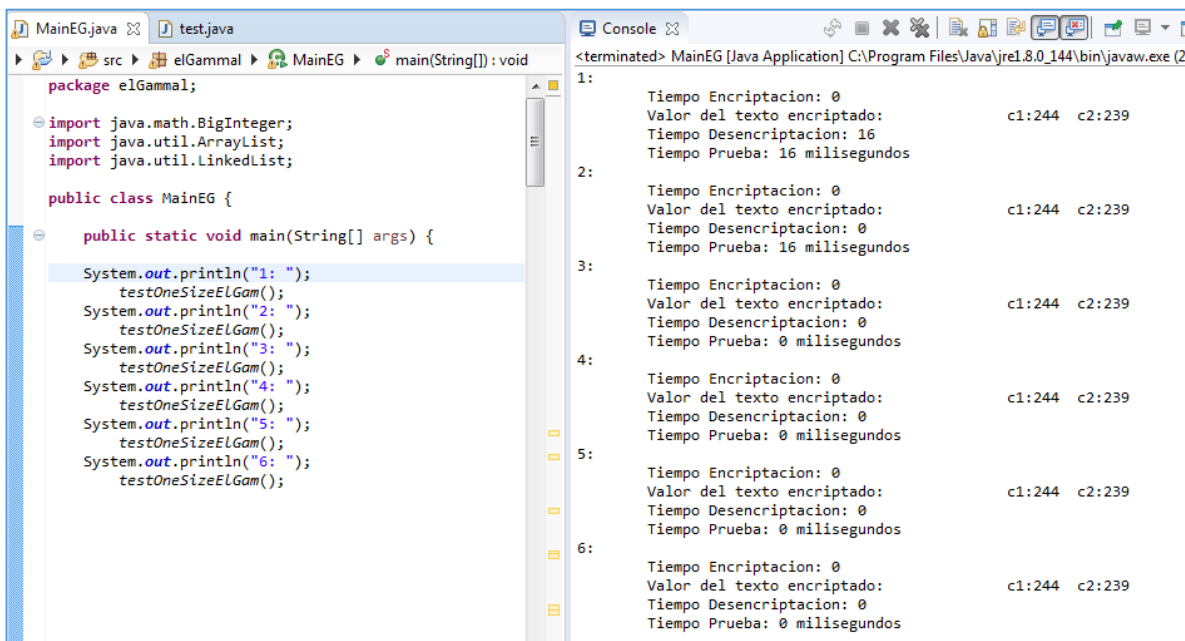 MainEG.java
test.java
src
elGammal
MainEG
main(String[]) : void
package elGammal;
import java.math.BigInteger;
import java.util.ArrayList;
import java.util.LinkedList;
public class MainEG {
public static void main(String[] args) {
System.out.println("1: ");
testOneSizeElGam();
System.out.println("2: ");
testOneSizeElGam();
System.out.println("3: ");
testOneSizeElGam();
System.out.println("4: ");
testOneSizeElGam();
System.out.println("5: ");
testOneSizeElGam();
System.out.println("6: ");
testOneSizeElGam();
Console
<terminated> MainEG [Java Application] C:\Program Files\Java\jre1.8.0_144\bin\javaw.exe (2
1:
Tiempo Encriptacion: 0
Valor del texto encriptado: c1:244 c2:239
Tiempo Desencriptacion: 16
Tiempo Prueba: 16 milisegundos
2:
Tiempo Encriptacion: 0
Valor del texto encriptado: c1:244 c2:239
Tiempo Desencriptacion: 0
Tiempo Prueba: 16 milisegundos
3:
Tiempo Encriptacion: 0
Valor del texto encriptado: c1:244 c2:239
Tiempo Desencriptacion: 0
Tiempo Prueba: 0 milisegundos
4:
Tiempo Encriptacion: 0
Valor del texto encriptado: c1:244 c2:239
Tiempo Desencriptacion: 0
Tiempo Prueba: 0 milisegundos
5:
Tiempo Encriptacion: 0
Valor del texto encriptado: c1:244 c2:239
Tiempo Desencriptacion: 0
Tiempo Prueba: 0 milisegundos
6:
Tiempo Encriptacion: 0
Valor del texto encriptado: c1:244 c2:239
Tiempo Desencriptacion: 0
Tiempo Prueba: 0 milisegundos